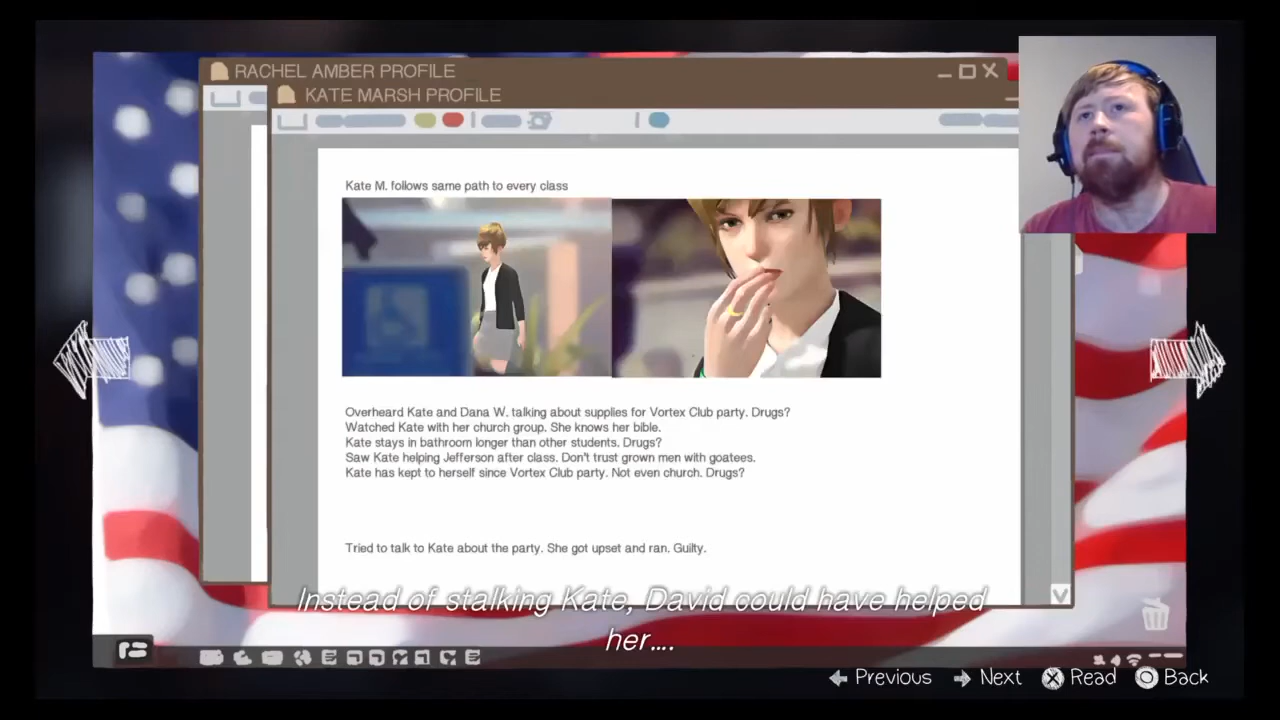 RACHEL AMBER PROFILE
KATE MARSH PROFILE
Kate M. follows same path to every class
Overheard Kate and Dana W. talking about supplies for Vortex Club party. Drugs?
Watched Kate with her church group. She knows her bible.
Kate stays in bathroom longer than other students. Drugs?
Saw Kate helping Jefferson after class. Don't trust grown men with goatees.
Kate has kept to herself since Vortex Club party. Not even church. Drugs?
Tried to talk to Kate about the party. She got upset and ran. Guilty.
Instead of stalking Kate, David could have helped
her....
Previous Next Read Back